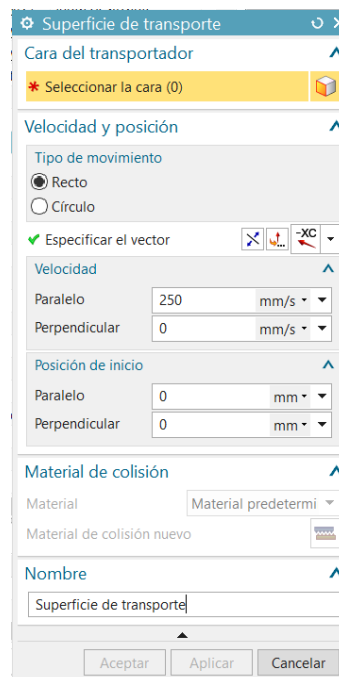 Superficie de transporte
Cara del transportador
* Seleccionar la cara (0)
Velocidad y posición
Tipo de movimiento
Recto
Círculo
Especificar el vector -XC
Velocidad
Paralelo 250 mm/s
Perpendicular 0 mm/s
Posición de inicio
Paralelo 0 mm
Perpendicular 0 mm
Material de colisión
Material Material predetermi
Material de colisión nuevo
Nombre
Superficie de transporte
Aceptar Aplicar Cancelar